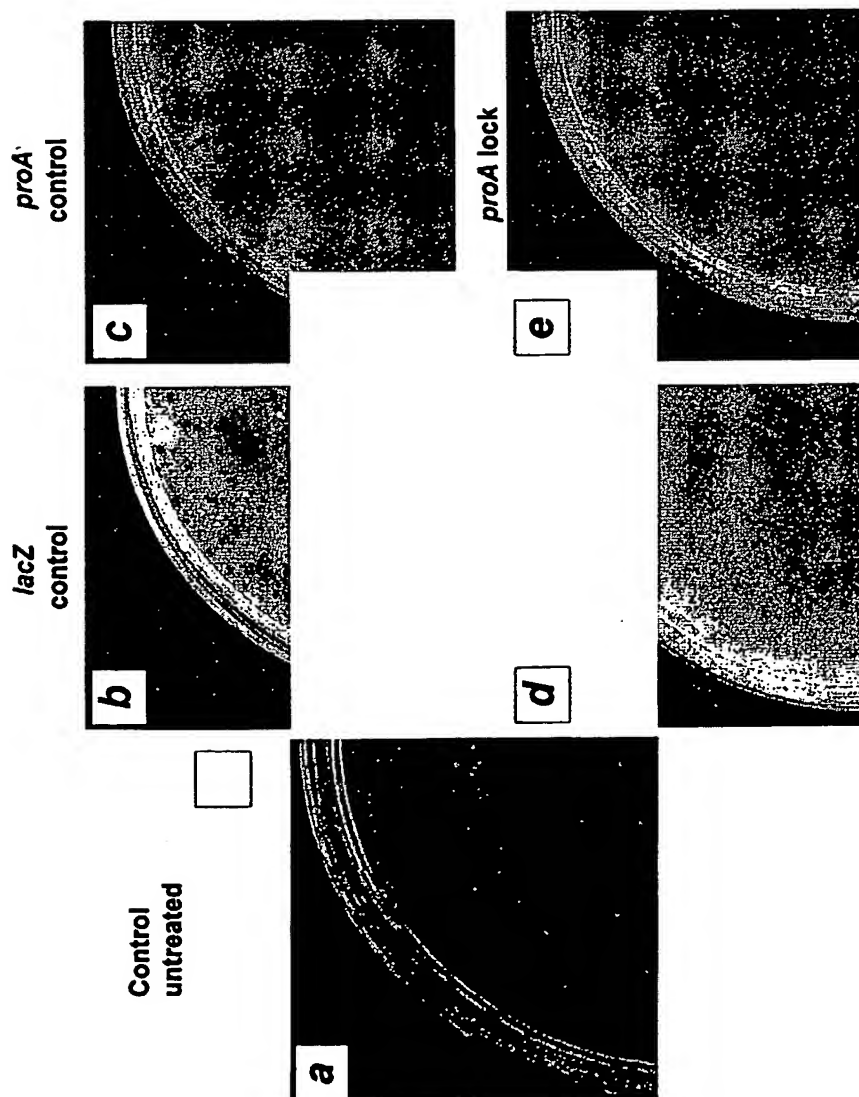 Control
untreated
lacZ
control
proA
control
a
b
c
proA lock
d
e